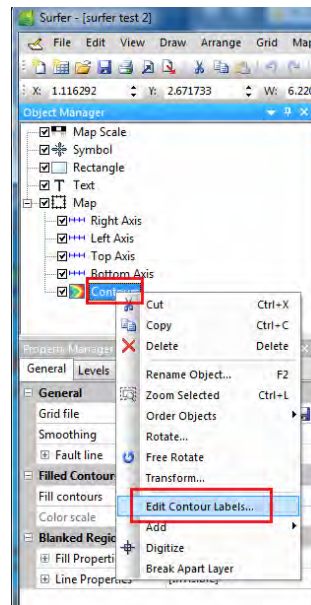 Surfer - [surfer test 2]
File Edit View Draw Arrange Grid Map
X: 1.116292 Y: 2.671733 W: 6.220
Object Manager
Map Scale
Symbol
Rectangle
T Text
Map
Right Axis
Left Axis
Top Axis
Bottom Axis
Contours
Cut Ctrl+X
Copy Ctrl+C
Delete Delete
Property Manager
General Levels
Rename Object... F2
General
Zoom Selected Ctrl+L
Grid file
Order Objects
Smoothing
Rotate...
Fault line
Free Rotate
Filled Contour
Transform...
Fill contours
Edit Contour Labels...
Color scale
Add
Blanked Regio
Digitize
Fill Properti
Break Apart Layer
Line Properties